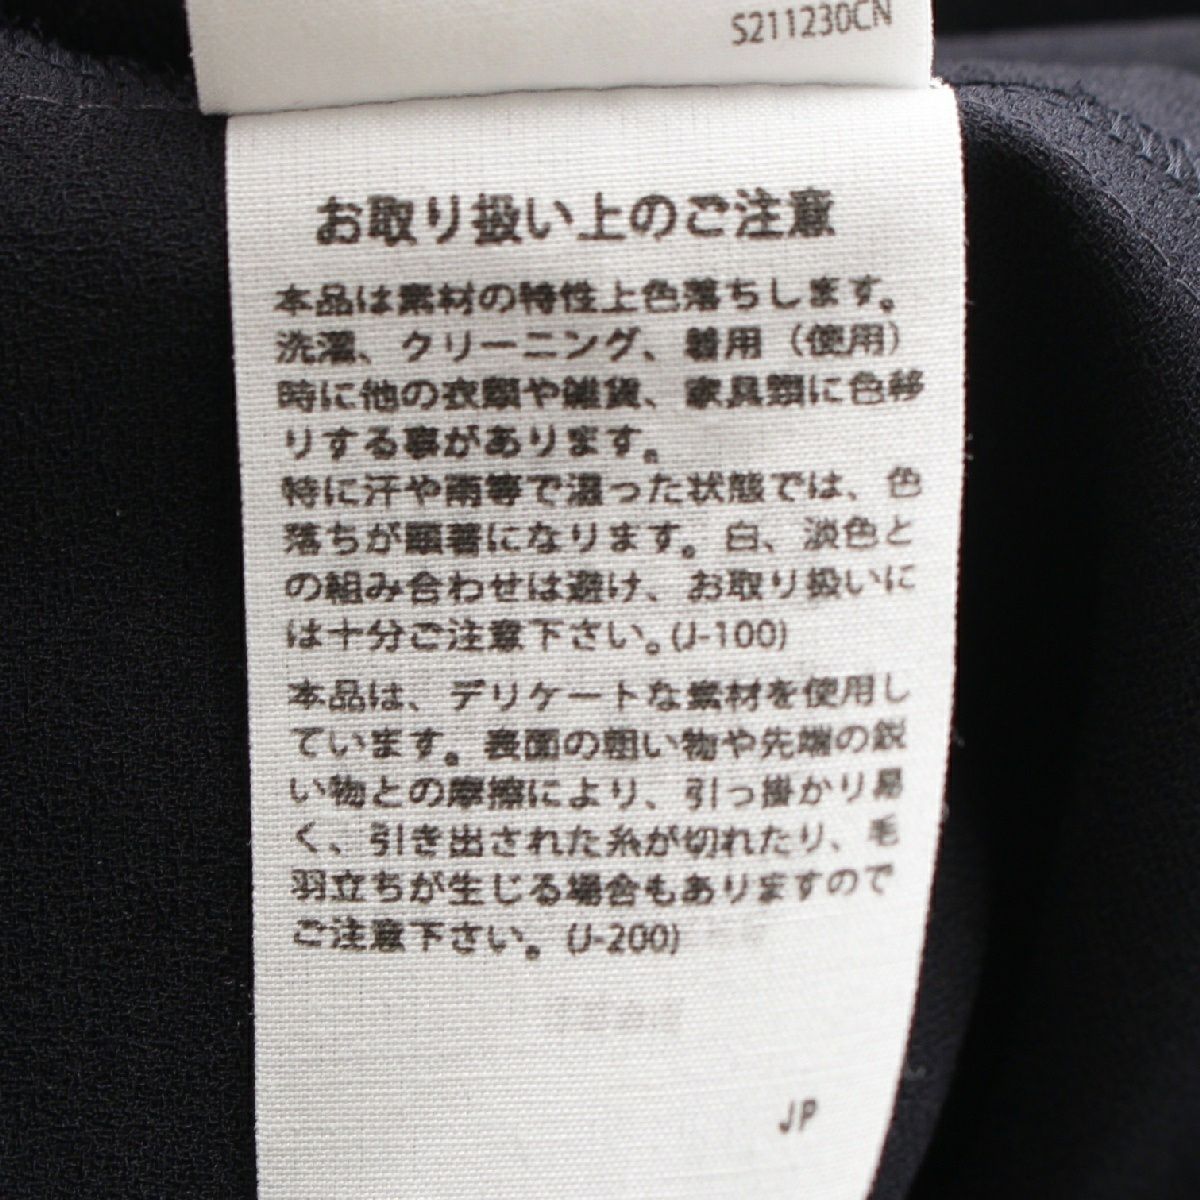 S211230CN
お取り扱い上のご注意
本品は素材の特性上色落ちします。
洗濯、クリーニング、着用（使用）
時に他の衣類や雑貨、家具類に色移
りする事があります。
特に汗や雨等で湿った状態では、色
落ちが顕著になります。白、淡色と
の組み合わせは避け、お取り扱いに
は十分ご注意下さい。(J-100)
本品は、デリケートな素材を使用し
ています。表面の粗い物や先端の鋭
い物との摩擦により、引っ掛かり易
く、引き出された糸が切れたり、毛
羽立ちが生じる場合もありますので
ご注意下さい。(J-200)
JP